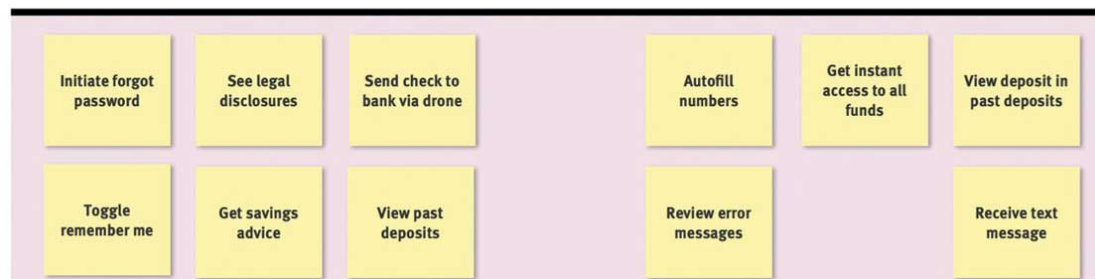 Initiate forgot
password
See legal
disclosures
Send check to
bank via drone
Autofill
numbers
Get instant
access to all
funds
View deposit in
past deposits
Toggle
remember me
Get savings
advice
View past
deposits
Review error
messages
Receive text
message